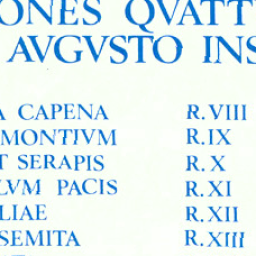 ONES QVATT
AVGVSTO INS
A CAPENA R.VIII
MONTIVM R.IX
T SERAPIS R.X
LVM PACIS R.XI
LIAE R.XII
SEMITA R.XIII